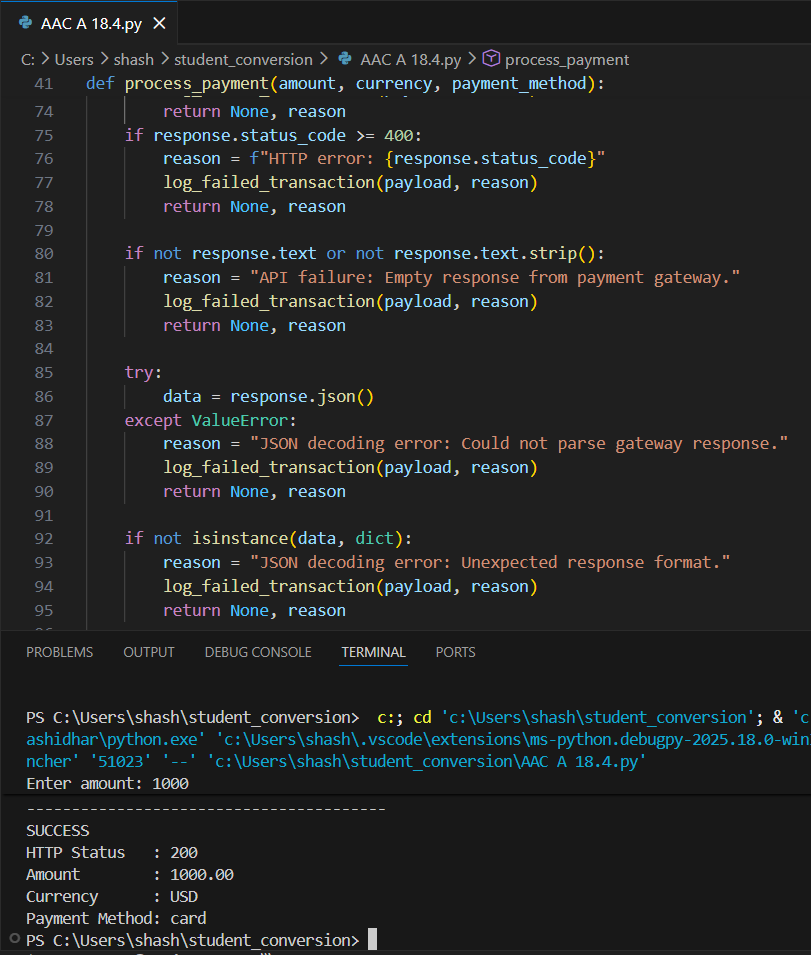 AAC A 18.4.py ×
C: > Users > shash > student_conversion > AAC A 18.4.py > process_payment
41 def process_payment(amount, currency, payment_method):
74 return None, reason
75 if response.status_code >= 400:
76 reason = f"HTTP error: {response.status_code}"
77 log_failed_transaction(payload, reason)
78 return None, reason
79
80 if not response.text or not response.text.strip():
81 reason = "API failure: Empty response from payment gateway."
82 log_failed_transaction(payload, reason)
83 return None, reason
84
85 try:
86 data = response.json()
87 except ValueError:
88 reason = "JSON decoding error: Could not parse gateway response."
89 log_failed_transaction(payload, reason)
90 return None, reason
91
92 if not isinstance(data, dict):
93 reason = "JSON decoding error: Unexpected response format."
94 log_failed_transaction(payload, reason)
95 return None, reason
PROBLEMS OUTPUT DEBUG CONSOLE TERMINAL PORTS
PS C:\Users\shash\student_conversion> c:; cd 'c:\Users\shash\student_conversion'; & 'c
ashidhar\python.exe' 'c:\Users\shash\.vscode\extensions\ms-python.debugpy-2025.18.0-win
ncher' '51023' '--' 'c:\Users\shash\student_conversion\AAC A 18.4.py'
Enter amount: 1000
----------------------------------------
SUCCESS
HTTP Status : 200
Amount : 1000.00
Currency : USD
Payment Method: card
PS C:\Users\shash\student_conversion>